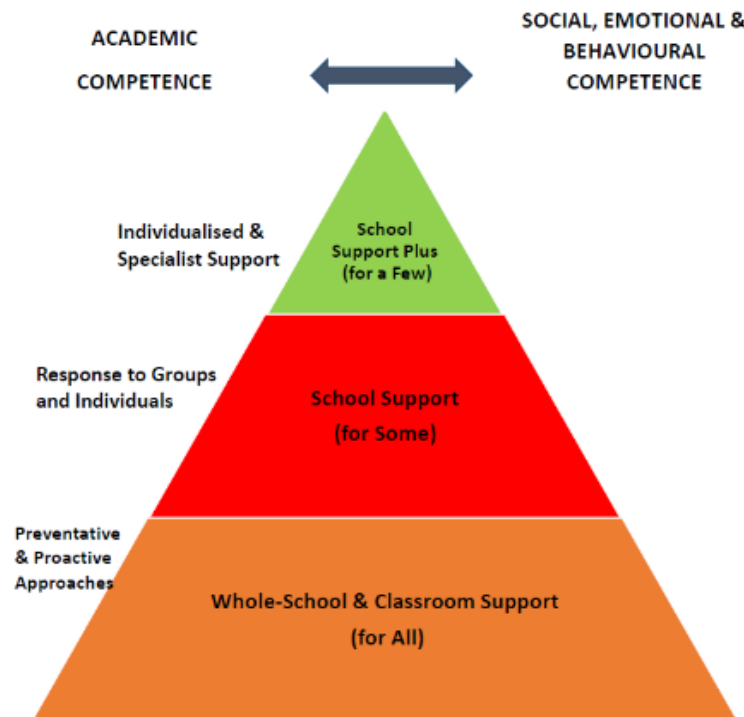 ACADEMIC
COMPETENCE
SOCIAL, EMOTIONAL &
BEHAVIOURAL
COMPETENCE
Individualised &
Specialist Support
School
Support Plus
(for a Few)
Response to Groups
and Individuals
School Support
(for Some)
Preventative
& Proactive
Approaches
Whole-School & Classroom Support
(for All)